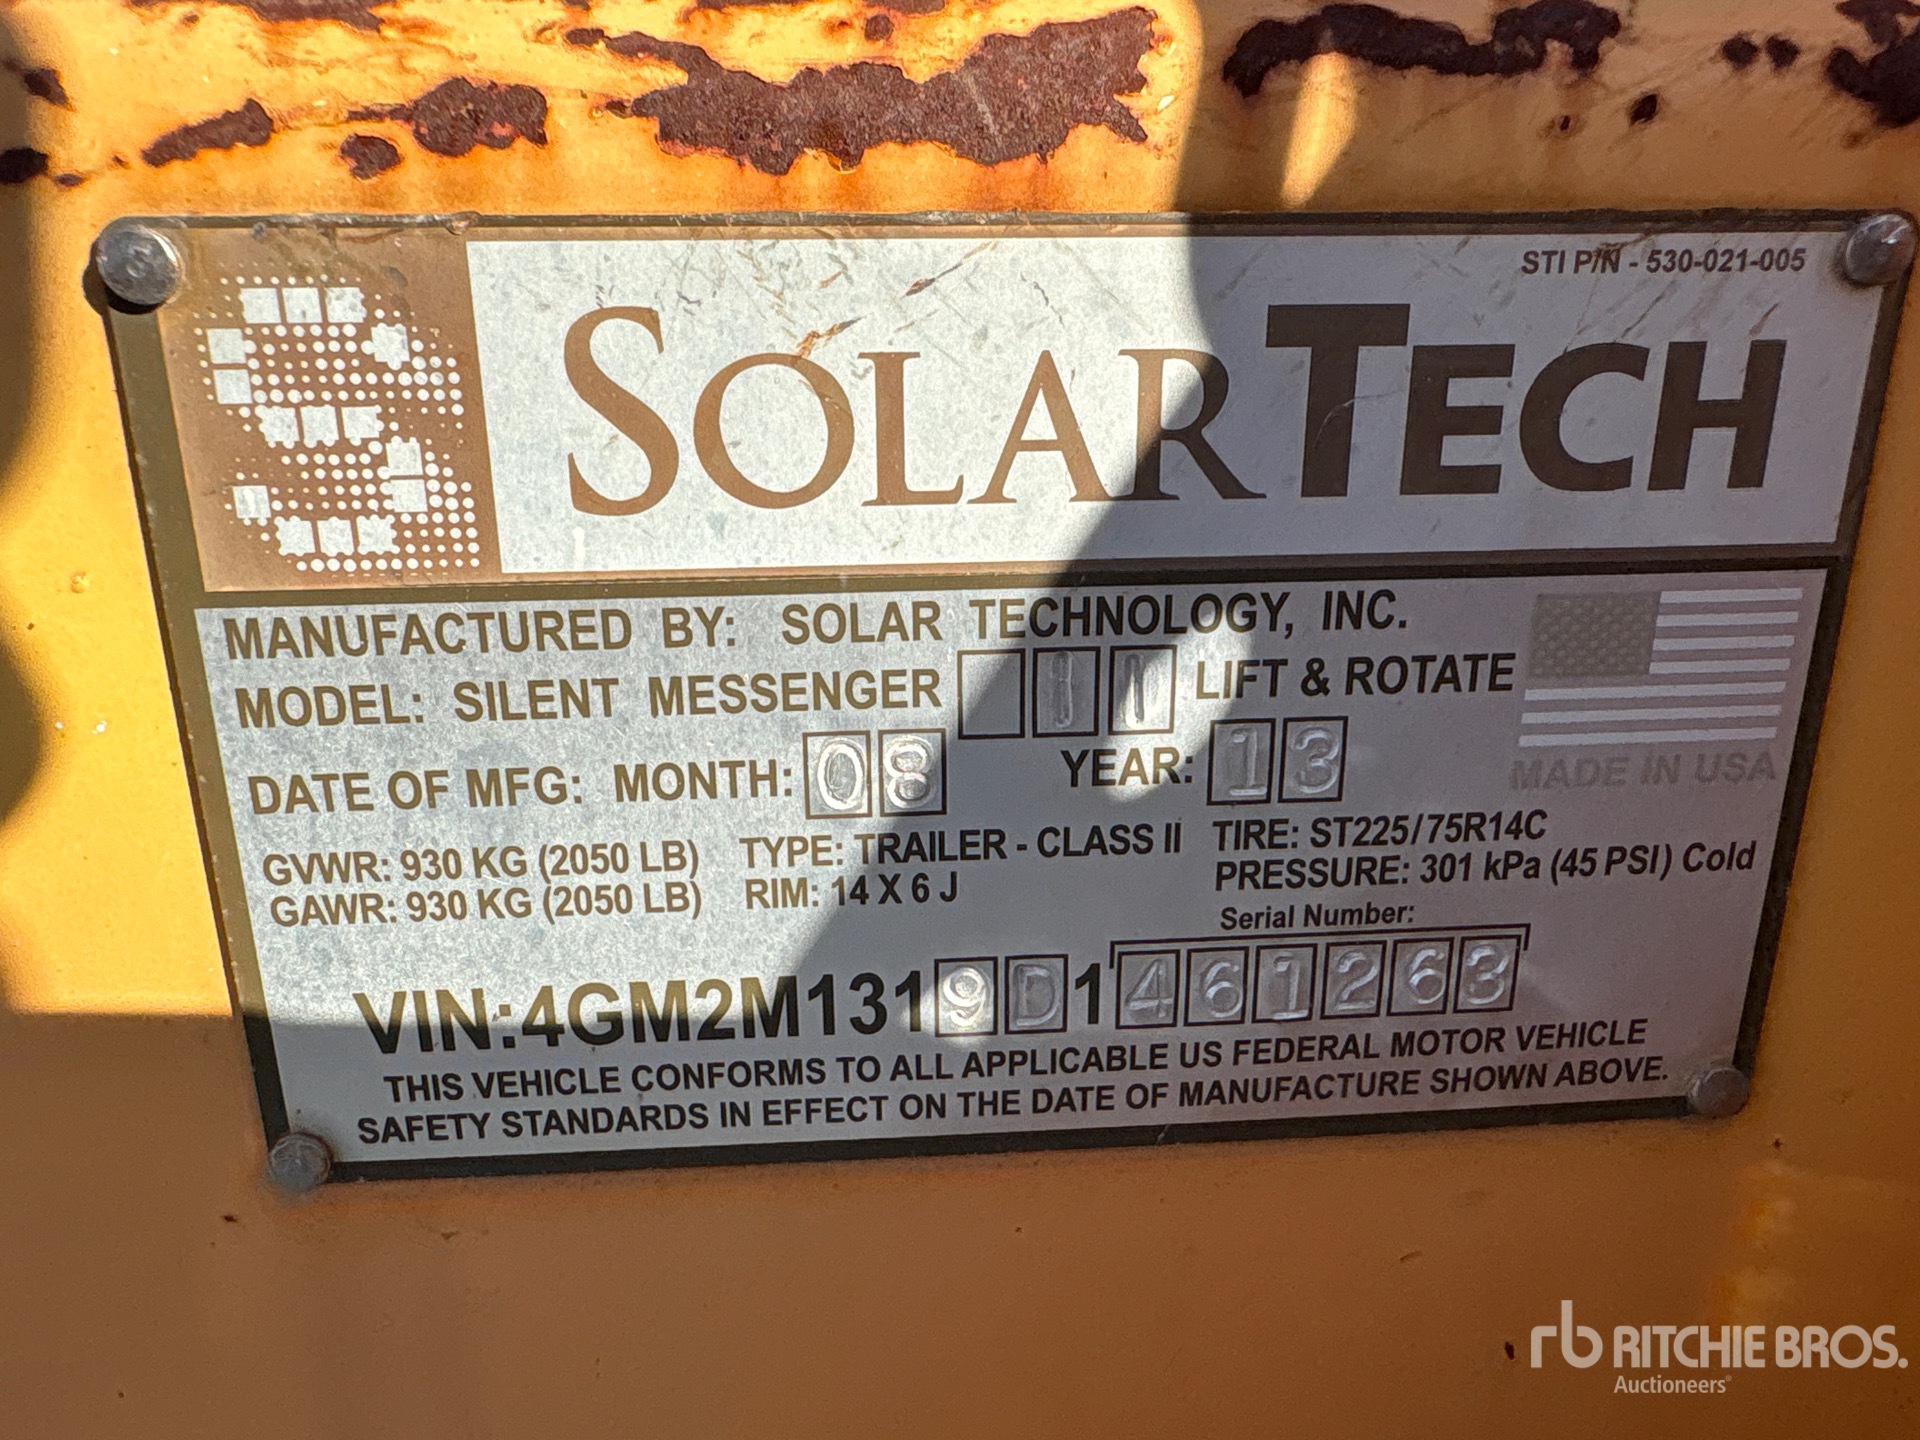 STI P/N - 530-021-005
SOLARTECH
MANUFACTURED BY: SOLAR TECHNOLOGY, INC.
MODEL: SILENT MESSENGER II LIFT & ROTATE
DATE OF MFG: MONTH: 08 YEAR: 13
MADE IN USA
GVWR: 930 KG (2050 LB) TYPE: TRAILER - CLASS II TIRE: ST225/75R14C
GAWR: 930 KG (2050 LB) RIM: 14 X 6 J PRESSURE: 301 kPa (45 PSI) Cold
Serial Number:
VIN:4GM2M1319D1461263
THIS VEHICLE CONFORMS TO ALL APPLICABLE US FEDERAL MOTOR VEHICLE
SAFETY STANDARDS IN EFFECT ON THE DATE OF MANUFACTURE SHOWN ABOVE.
rb RITCHIE BROS.
Auctioneers